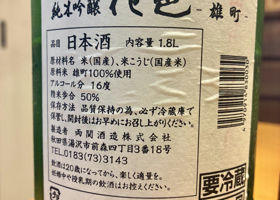 純米吟醸 花邑
-雄町-
品目 日本酒 内容量 1.8L
原材料名 米(国産)、米こうじ(国産米)
原料米 雄町100%使用
アルコール分 16度
精米歩合 50%
保存方法 品質保持の為、必ず冷蔵庫で
保管し、開封後はお早めにお召し上がりください。
製造者 両関酒造株式会社
秋田県湯沢市前森四丁目3番18号
TEL.0183(73)3143
飲酒は20歳になってから。楽しく適量を。
妊娠中や授乳期の飲酒はお控えください。
要冷蔵